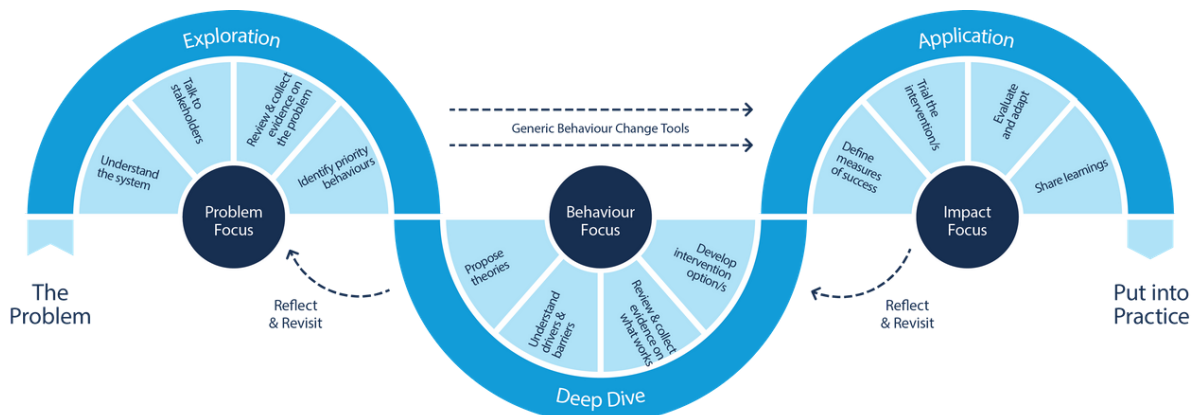 The
Problem
Exploration
Understand
the system
Talk to
stakeholders
Review & collect
evidence on
the problem
Identify priority
behaviours
Problem
Focus
Reflect
& Revisit
Generic Behaviour Change Tools
Deep Dive
Propose
theories
Understand
drivers &
barriers
Review & collect
evidence on
what works
Develop
intervention
option/s
Behaviour
Focus
Reflect
& Revisit
Application
Define
measures
of success
Trial the
intervention/s
Evaluate
and adapt
Share learnings
Impact
Focus
Put into
Practice